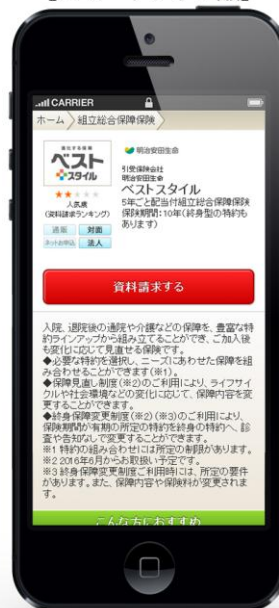 CARRIER
ホーム
組立総合保障保険
進化する保険
ベスト
スタイル
明治安田生命
引受保険会社
明治安田生命
ベストスタイル
5年ごと配当付組立総合保障保険
保険期間:10年(終身型の特約も
あります)
★★★★★
人気度
(資料請求ランキング)
通販 対面
ネットお申込 法人
資料請求する
入院、退院後の通院や介護などの保障を、豊富な特
約ラインアップから組み立てることができ、ご加入後
も変化に応じて見直せる保険です。
◆必要な特約を選択し、ニーズにあわせた保障を組
み合わせることができます(※1)。
◆保障見直し制度(※2)のご利用により、ライフサイ
クルや社会環境などの変化に応じて、保障内容を変
更することができます。
◆終身保障変更制度(※2)(※3)のご利用により、
保険期間が有期の所定の特約を終身の特約へ、診
査や告知なしで変更することができます。
※1 特約の組み合わせには所定の制限があります。
※2 2016年6月からお取扱い予定です。
※3 終身保障変更制度ご利用時には、所定の要件
があります。また、保障内容や保険料が変更されま
す。
こんな方におすすめ